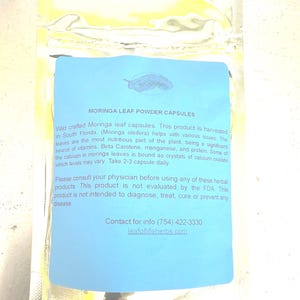 MORINGA LEAF POWDER CAPSULES
Wild crafted Moringa leaf capsules. This product is harvested
in South Florida. (Moringa oleifera) helps with various issues. The
leaves are the most nutritious part of the plant, being a significant
source of vitamins, Beta Carotene, manganese, and protein. Some of
the calcium in moringa leaves is bound as crystals of calcium oxalate
which levels may vary. Take 2-3 capsule daily.
Please consult your physician before using any of these herbal
products. This product is not evaluated by the FDA. This
product is not intended to diagnose, treat, cure or prevent any
disease.
Contact for info (754) 422-3330